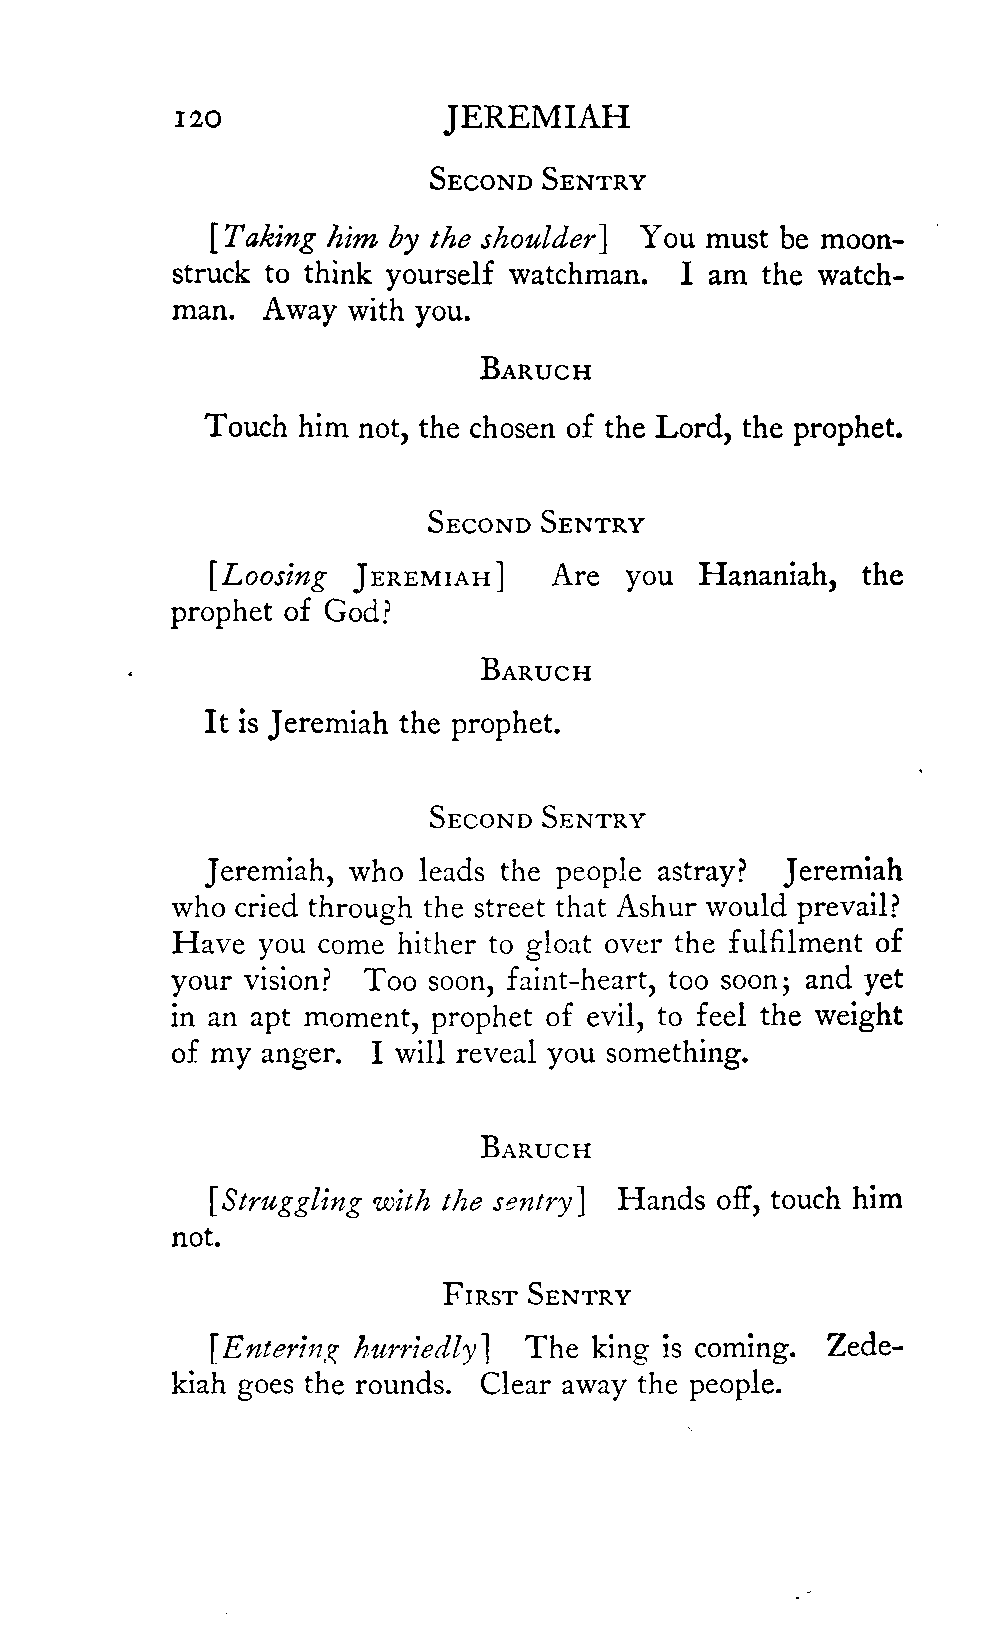 120 JEREMIAH
SECOND SENTRY
[Taking him by the shoulder] You must be moon-
struck to think yourself watchman. I am the watch-
man. Away with you.
BARUCH
Touch him not, the chosen of the Lord, the prophet.
SECOND SENTRY
[Loosing JEREMIAH] Are you Hananiah, the
prophet of God?
BARUCH
It is Jeremiah the prophet.
SECOND SENTRY
Jeremiah, who leads the people astray? Jeremiah
who cried through the street that Ashur would prevail?
Have you come hither to gloat over the fulfilment of
your vision? Too soon, faint-heart, too soon; and yet
in an apt moment, prophet of evil, to feel the weight
of my anger. I will reveal you something.
BARUCH
[Struggling with the sentry] Hands off, touch him
not.
FIRST SENTRY
[Entering hurriedly] The king is coming. Zede-
kiah goes the rounds. Clear away the people.